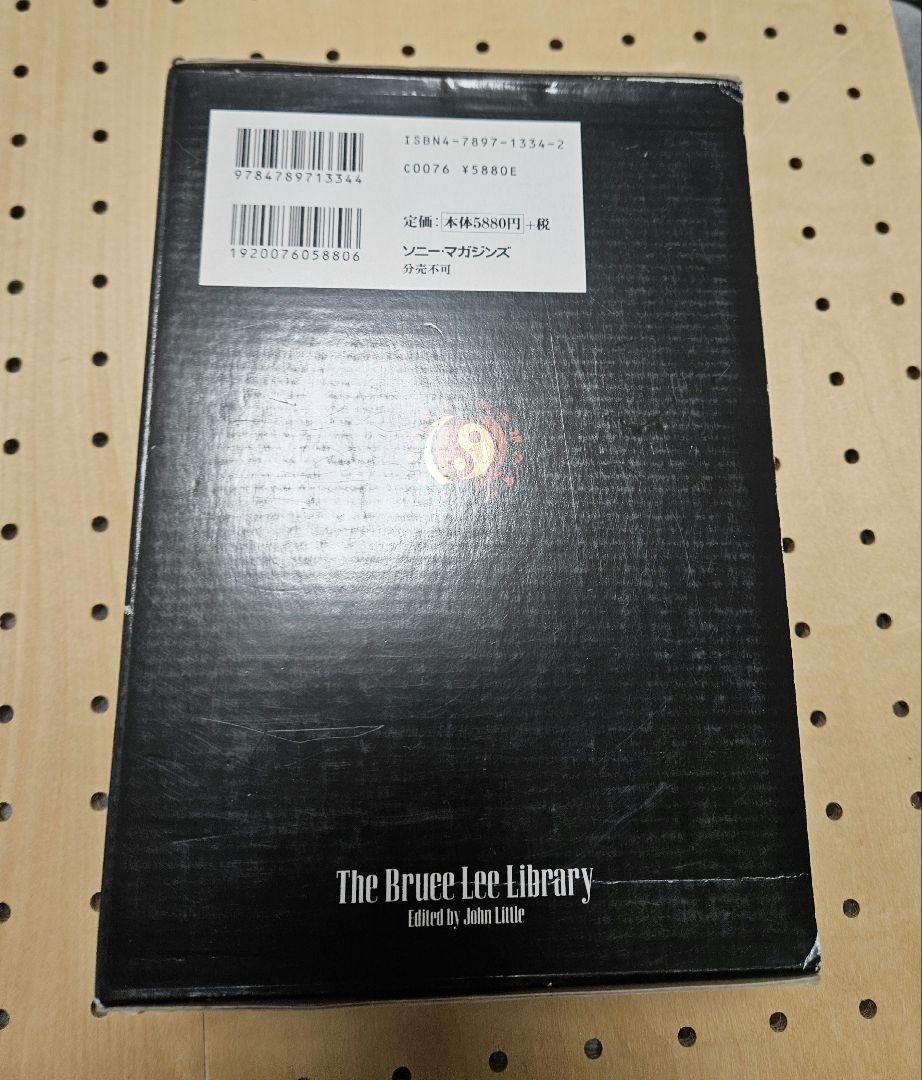 ISBN4-7897-1334-2
9784789713344
C0076 ¥5880E
定価：本体5880円+税
1920076058806
ソニー・マガジンズ
分売不可
The Bruce Lee Library
Edited by John Little